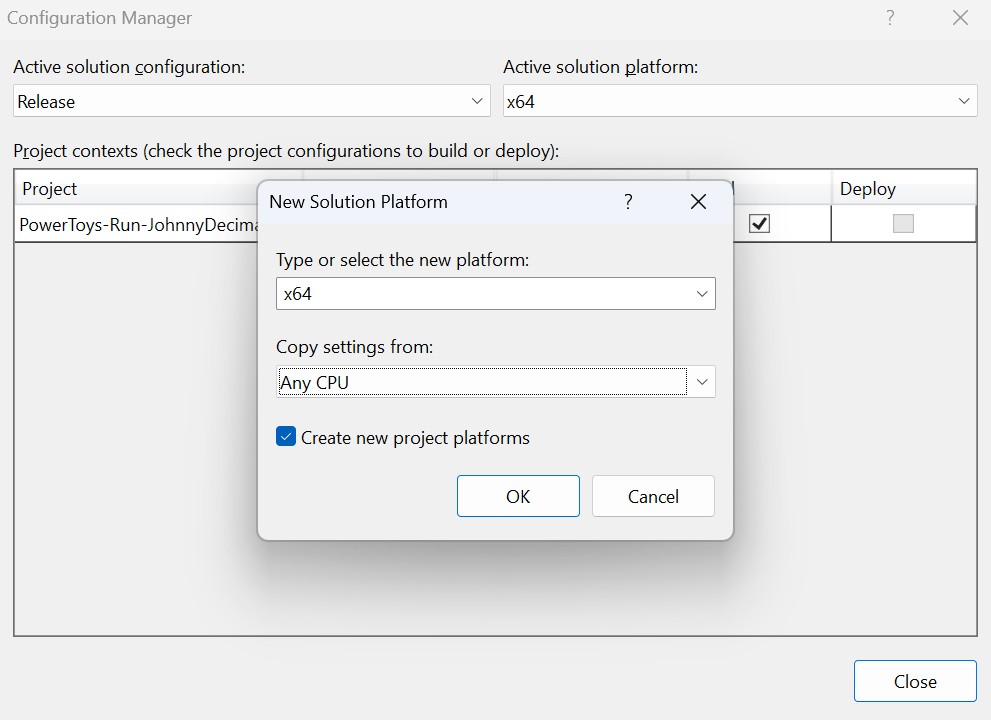 Configuration Manager
?
Active solution configuration:
Active solution platform:
Release
x64
Project contexts (check the project configurations to build or deploy):
Project
Deploy
PowerToys-Run-JohnnyDecima
New Solution Platform
?
Type or select the new platform:
x64
Copy settings from:
Any CPU
Create new project platforms
OK
Cancel
Close